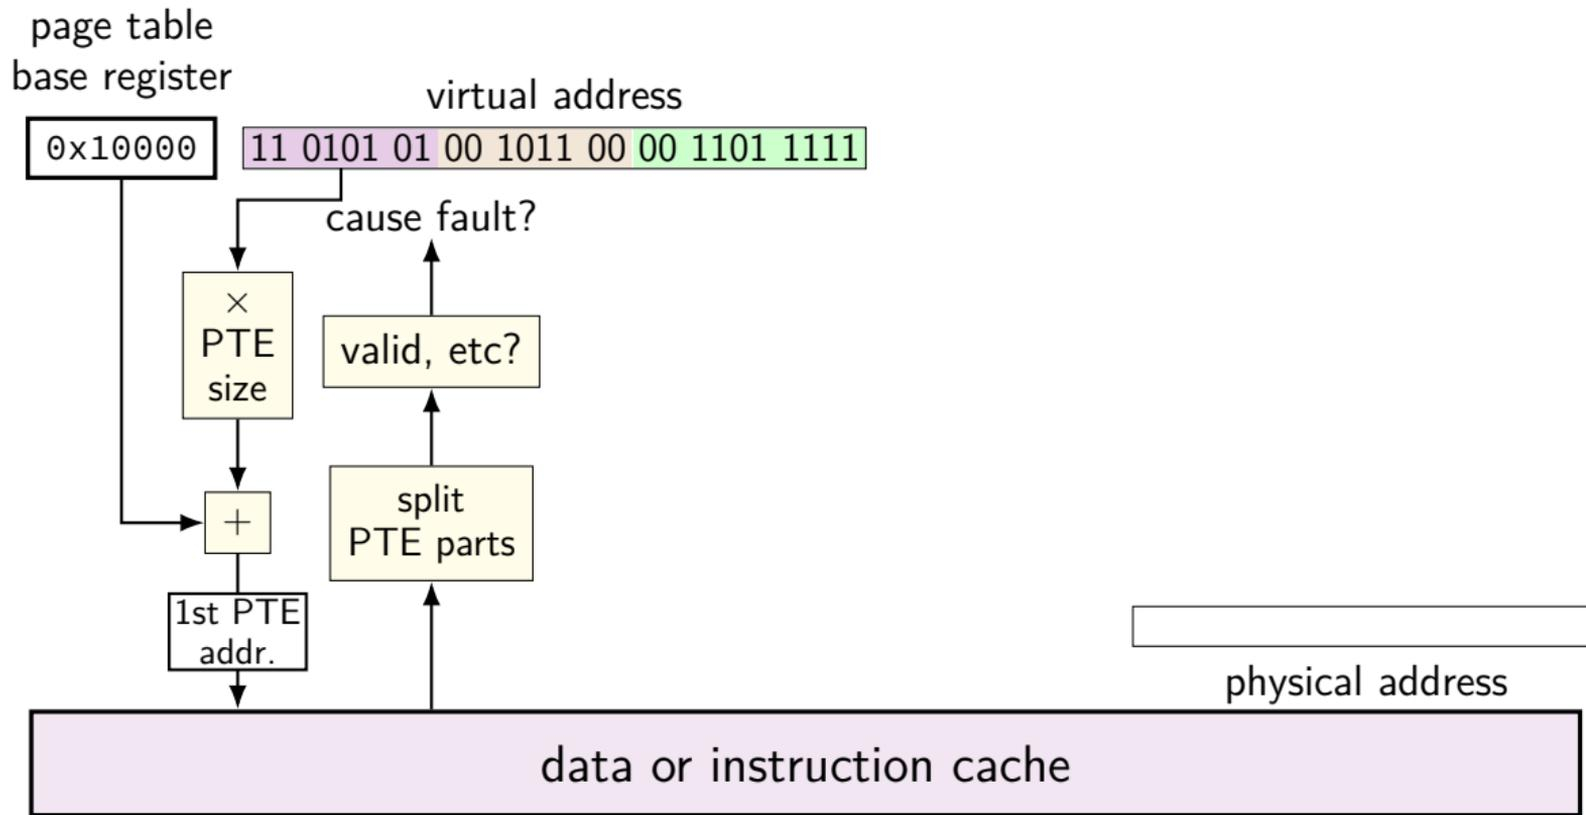 page table
base register
virtual address
0x10000
11 0101 01 00 1011 00 00 1101 1111
cause fault?
×
PTE
size
valid, etc?
split
PTE parts
+
1st PTE
addr.
physical address
data or instruction cache